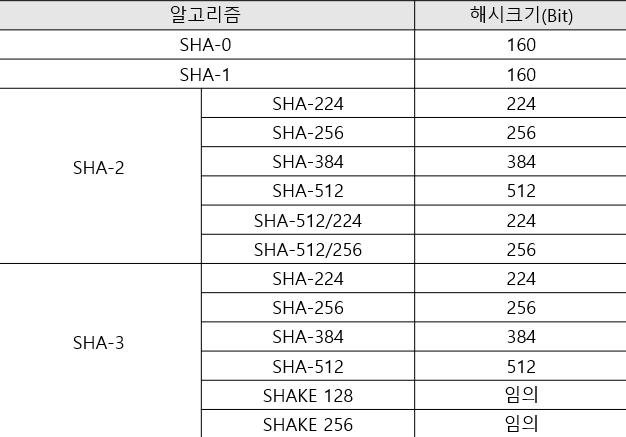 알고리즘 해시크기(Bit)
SHA-0 160
SHA-1 160
SHA-2
SHA-224 224
SHA-256 256
SHA-384 384
SHA-512 512
SHA-512/224 224
SHA-512/256 256
SHA-3
SHA-224 224
SHA-256 256
SHA-384 384
SHA-512 512
SHAKE 128 임의
SHAKE 256 임의